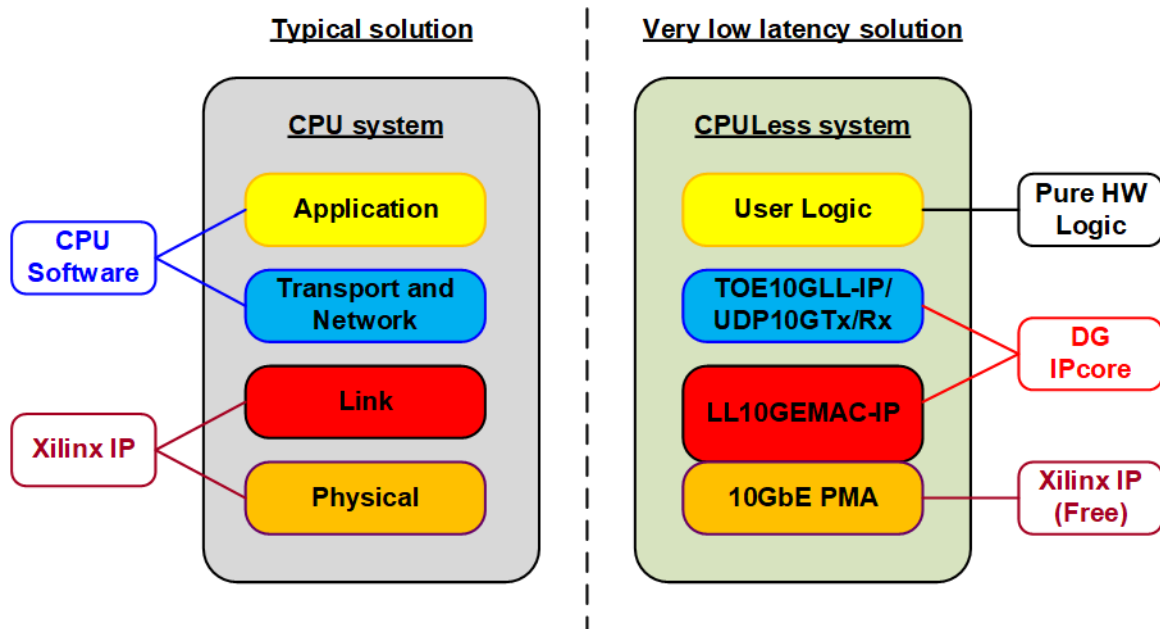 Typical solution
Very low latency solution
CPU system
CPULess system
Application
User Logic
Pure HW
Logic
CPU
Software
Transport and
Network
TOE10GLL-IP/
UDP10GTx/Rx
DG
IPcore
Link
LL10GEMAC-IP
Xilinx IP
Physical
10GbE PMA
Xilinx IP
(Free)